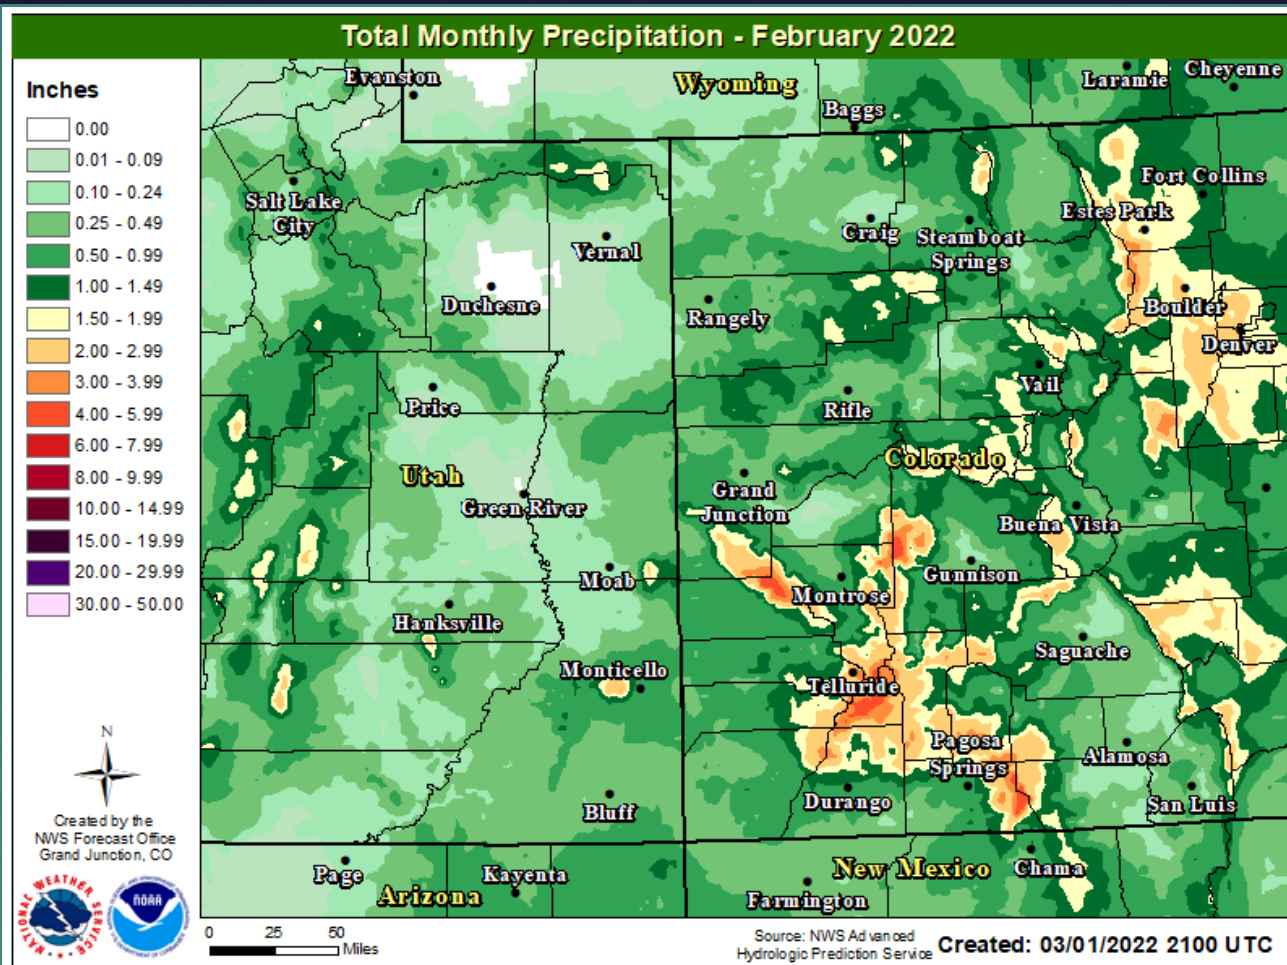 Total Monthly Precipitation - February 2022
Inches
0.00
0.01 - 0.09
0.10 - 0.24
0.25 - 0.49
0.50 - 0.99
1.00 - 1.49
1.50 - 1.99
2.00 - 2.99
3.00 - 3.99
4.00 - 5.99
6.00 - 7.99
8.00 - 9.99
10.00 - 14.99
15.00 - 19.99
20.00 - 29.99
30.00 - 50.00
Evanston
Wyoming
Baggs
Laramie
Cheyenne
Salt Lake
City
Vernal
Duchesne
Craig
Steamboat
Springs
Fort Collins
Estes Park
Boulder
Denver
Rangely
Vail
Price
Rifle
Utah
Colorado
Green River
Grand
Junction
Buena Vista
Moab
Montrose
Gunnison
Hanksville
Saguache
Monticello
Telluride
Pagosa
Springs
Alamosa
Bluff
Durango
San Luis
Page
Arizona
Kayenta
New Mexico
Chama
Farmington
N
Created by the
NWS Forecast Office
Grand Junction, CO
NATIONAL WEATHER SERVICE
NOAA
0 25 50
Miles
Source: NWS Advanced
Hydrologic Prediction Service
Created: 03/01/2022 2100 UTC